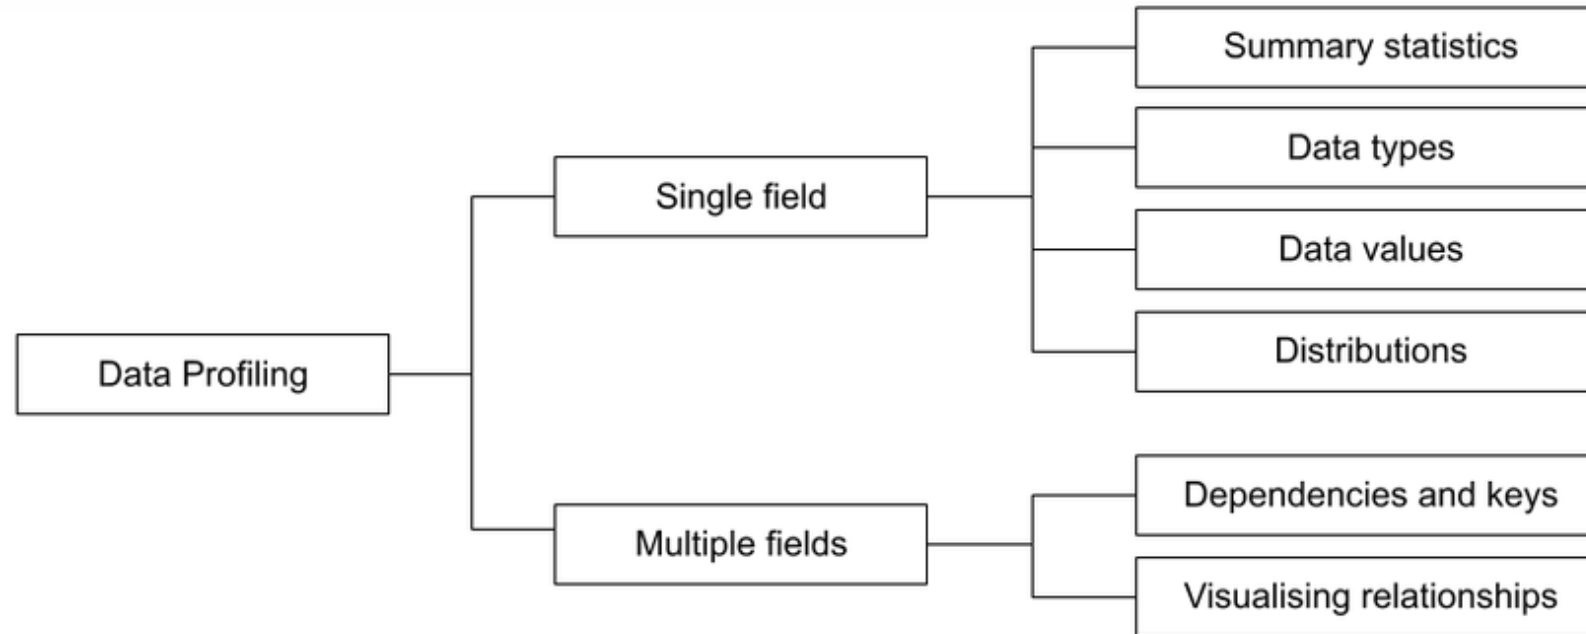 Summary statistics
Data types
Single field
Data values
Distributions
Data Profiling
Dependencies and keys
Multiple fields
Visualising relationships